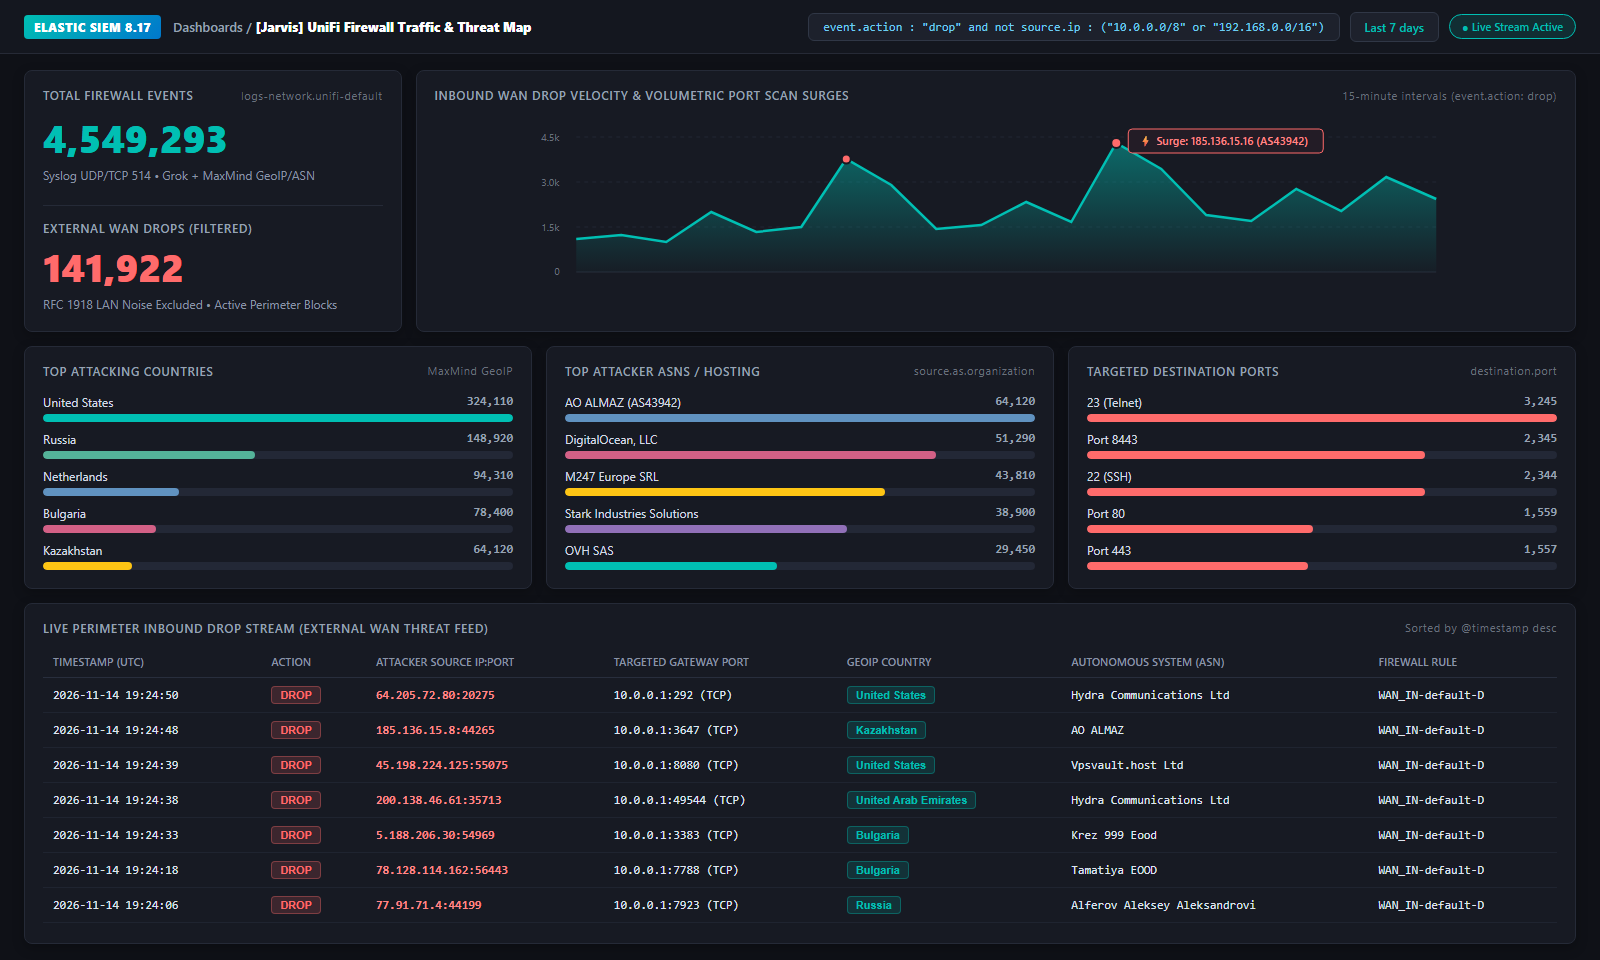 ELASTIC SIEM 8.17 Dashboards / [Jarvis] UniFi Firewall Traffic & Threat Map event.action : "drop" and not source.ip : ("10.0.0.0/8" or "192.168.0.0/16") Last 7 days ● Live Stream Active
TOTAL FIREWALL EVENTS logs-network.unifi-default
4,549,293
Syslog UDP/TCP 514 • Grok + MaxMind GeoIP/ASN
EXTERNAL WAN DROPS (FILTERED)
141,922
RFC 1918 LAN Noise Excluded • Active Perimeter Blocks
INBOUND WAN DROP VELOCITY & VOLUMETRIC PORT SCAN SURGES 15-minute intervals (event.action: drop)
4.5k
⚡ Surge: 185.136.15.16 (AS43942)
3.0k
1.5k
0
TOP ATTACKING COUNTRIES MaxMind GeoIP
United States 324,110
Russia 148,920
Netherlands 94,310
Bulgaria 78,400
Kazakhstan 64,120
TOP ATTACKER ASNS / HOSTING source.as.organization
AO ALMAZ (AS43942) 64,120
DigitalOcean, LLC 51,290
M247 Europe SRL 43,810
Stark Industries Solutions 38,900
OVH SAS 29,450
TARGETED DESTINATION PORTS destination.port
23 (Telnet) 3,245
Port 8443 2,345
22 (SSH) 2,344
Port 80 1,559
Port 443 1,557
LIVE PERIMETER INBOUND DROP STREAM (EXTERNAL WAN THREAT FEED) Sorted by @timestamp desc
TIMESTAMP (UTC) ACTION ATTACKER SOURCE IP:PORT TARGETED GATEWAY PORT GEOIP COUNTRY AUTONOMOUS SYSTEM (ASN) FIREWALL RULE
2026-11-14 19:24:50 DROP 64.205.72.80:20275 10.0.0.1:292 (TCP) United States Hydra Communications Ltd WAN_IN-default-D
2026-11-14 19:24:48 DROP 185.136.15.8:44265 10.0.0.1:3647 (TCP) Kazakhstan AO ALMAZ WAN_IN-default-D
2026-11-14 19:24:39 DROP 45.198.224.125:55075 10.0.0.1:8080 (TCP) United States Vpsvault.host Ltd WAN_IN-default-D
2026-11-14 19:24:38 DROP 200.138.46.61:35713 10.0.0.1:49544 (TCP) United Arab Emirates Hydra Communications Ltd WAN_IN-default-D
2026-11-14 19:24:33 DROP 5.188.206.30:54969 10.0.0.1:3383 (TCP) Bulgaria Krez 999 Eood WAN_IN-default-D
2026-11-14 19:24:18 DROP 78.128.114.162:56443 10.0.0.1:7788 (TCP) Bulgaria Tamatiya EOOD WAN_IN-default-D
2026-11-14 19:24:06 DROP 77.91.71.4:44199 10.0.0.1:7923 (TCP) Russia Alferov Aleksey Aleksandrovi WAN_IN-default-D